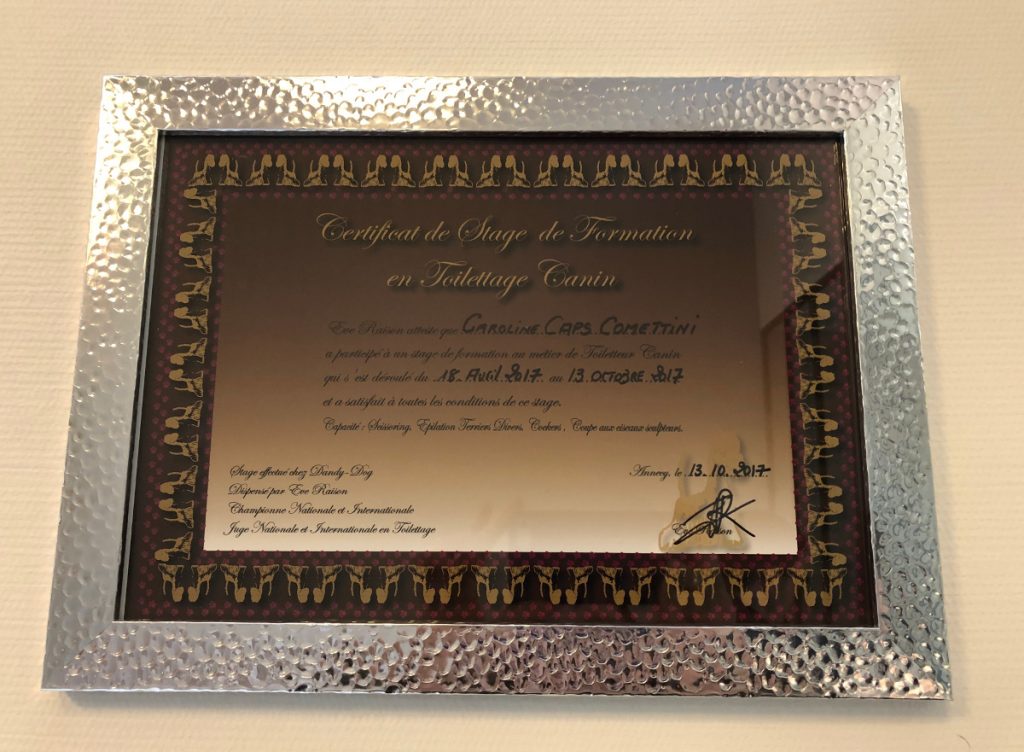 Certificat de Stage de Formation
en Toilettage Canin
Eve Raison atteste que CAROLINE.CAPS.COMETTINI
a participé à un stage de formation au métier de Toiletteur Canin
qui s'est déroulé du 18. AVRIL.2017. au 13.OCTOBRE.2017
et a satisfait à toutes les conditions de ce stage.
Capacité : Scissoring, Epilation Terriers Divers, Cockers, Coupe aux ciseaux sculpteurs.
Stage effectué chez Dandy-Dog
Dispensé par Eve Raison
Championne Nationale et Internationale
Juge Nationale et Internationale en Toilettage
Annecy, le 13.10.2017
Eve Raison